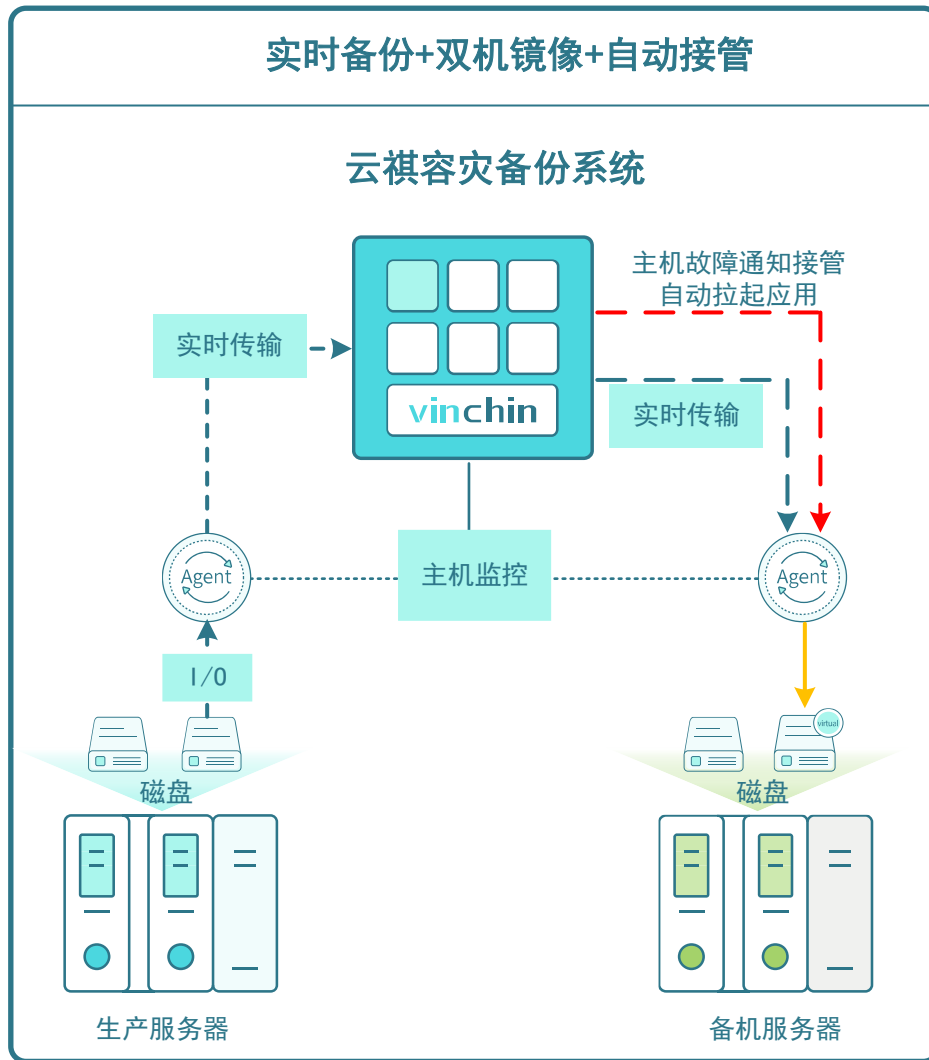 实时备份+双机镜像+自动接管
云祺容灾备份系统
主机故障通知接管
自动拉起应用
实时传输
vinchin
实时传输
主机监控
Agent
Agent
I/O
virtual
磁盘
磁盘
生产服务器
备机服务器